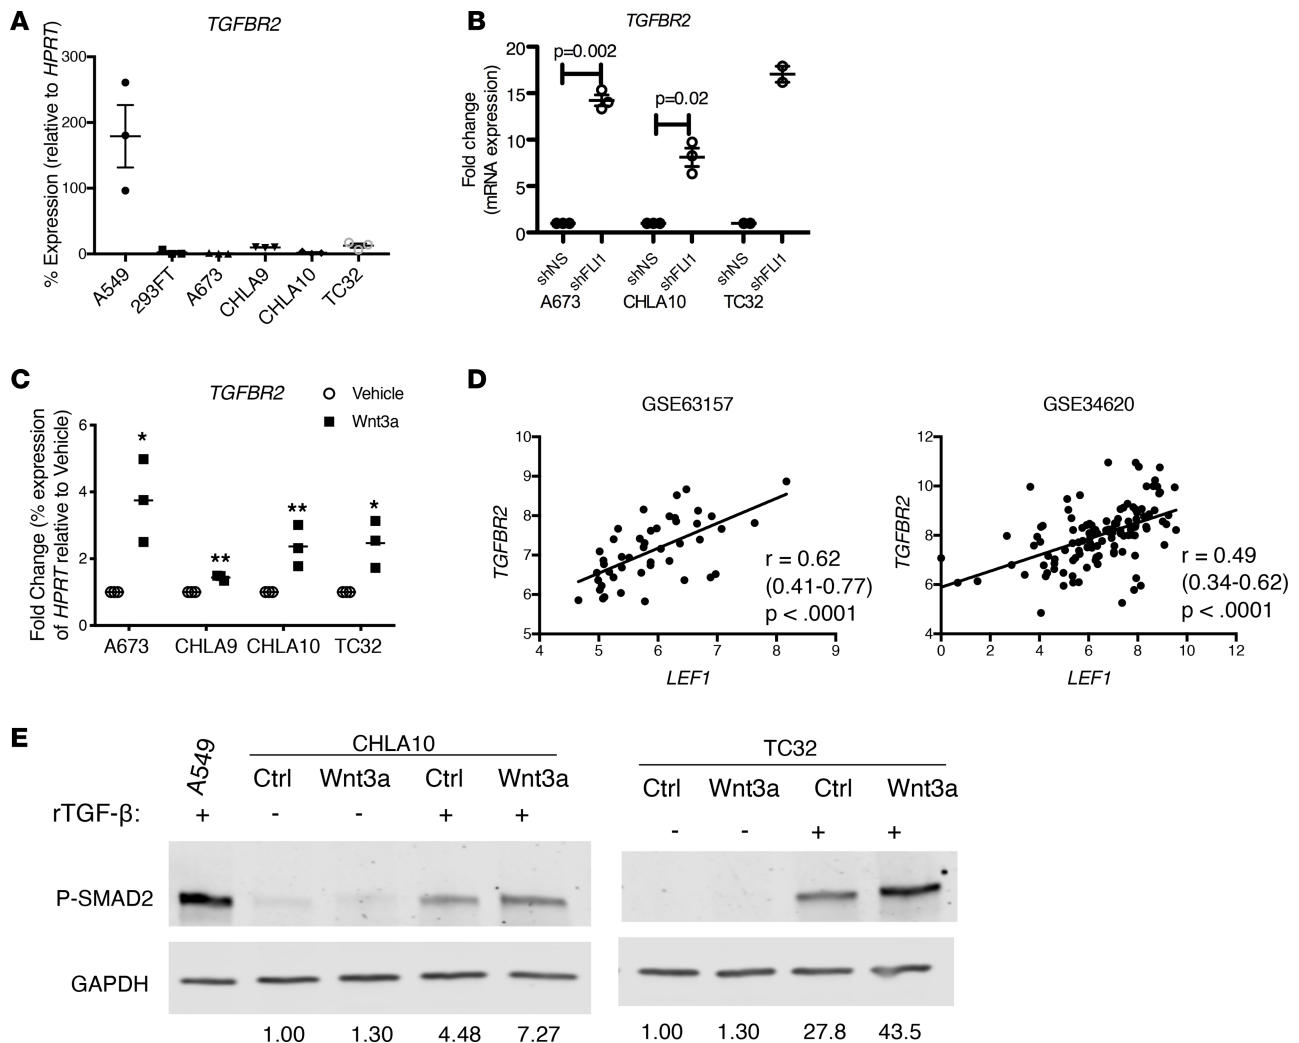 A
TGFBR2
% Expression (relative to HPRT)
300
200
100
0
A549
293FT
A673
CHLA9
CHLA10
TC32
B
TGFBR2
Fold change
(mRNA expression)
20
15
10
5
0
p=0.002
p=0.02
shNS
shFLI1
shNS
shFLI1
shNS
shFLI1
A673
CHLA10
TC32
C
TGFBR2
Vehicle
Wnt3a
Fold Change (% expression
of HPRT relative to Vehicle)
6
4
2
0
*
**
**
*
A673
CHLA9
CHLA10
TC32
D
GSE63157
TGFBR2
10
9
8
7
6
5
r = 0.62
(0.41-0.77)
p < .0001
4
5
6
7
8
9
LEF1
GSE34620
TGFBR2
12
10
8
6
4
r = 0.49
(0.34-0.62)
p < .0001
0
2
4
6
8
10
12
LEF1
E
A549
CHLA10
Ctrl Wnt3a Ctrl Wnt3a
rTGF-β: + - - + +
TC32
Ctrl Wnt3a Ctrl Wnt3a
- - + +
P-SMAD2
GAPDH
1.00 1.30 4.48 7.27
1.00 1.30 27.8 43.5